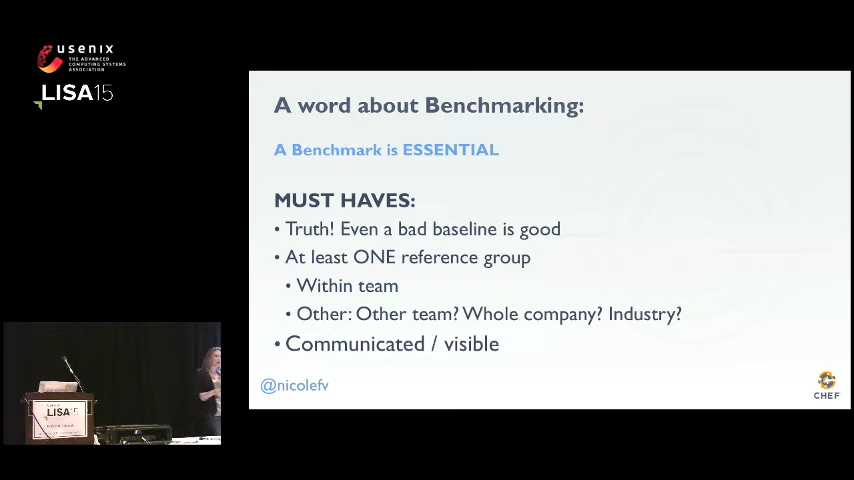 usenix
THE ADVANCED
COMPUTING SYSTEMS
ASSOCIATION
LISA15
A word about Benchmarking:
A Benchmark is ESSENTIAL
MUST HAVES:
• Truth! Even a bad baseline is good
• At least ONE reference group
• Within team
• Other: Other team? Whole company? Industry?
• Communicated / visible
@nicolefv
CHEF
LISA15